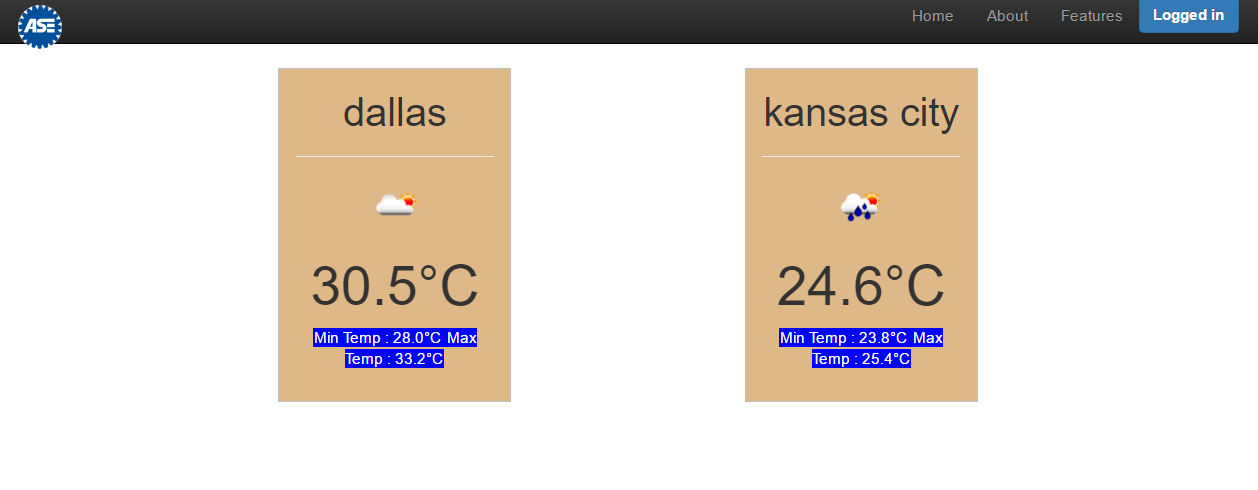 ASE
Home About Features Logged in
dallas
30.5°C
Min Temp : 28.0°C Max
Temp : 33.2°C
kansas city
24.6°C
Min Temp : 23.8°C Max
Temp : 25.4°C